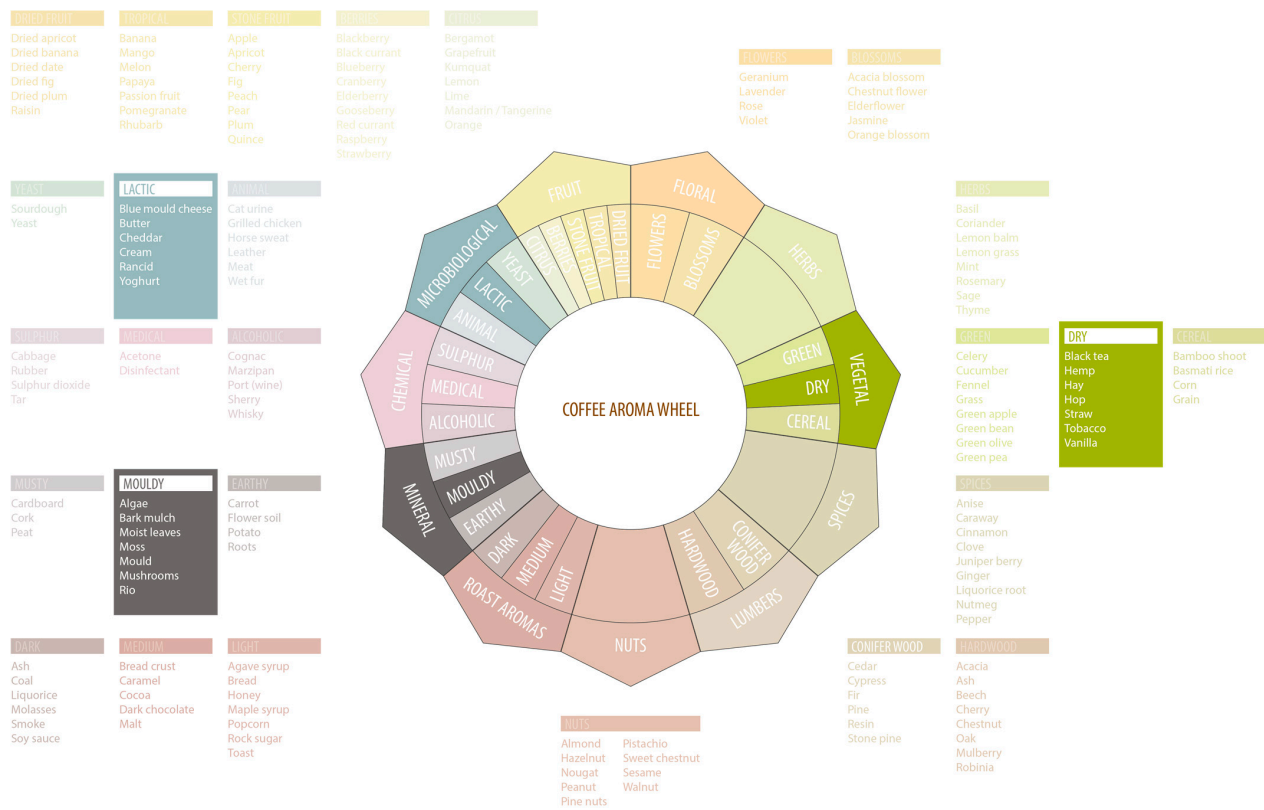 DRIED FRUIT
Dried apricot
Dried banana
Dried date
Dried fig
Dried plum
Raisin
TROPICAL
Banana
Mango
Melon
Papaya
Passion fruit
Pomegranate
Rhubarb
STONE FRUIT
Apple
Apricot
Cherry
Fig
Peach
Pear
Plum
Quince
BERRIES
Blackberry
Black currant
Blueberry
Cranberry
Elderberry
Gooseberry
Red currant
Raspberry
Strawberry
CITRUS
Bergamot
Grapefruit
Kumquat
Lemon
Lime
Mandarin / Tangerine
Orange
FLOWERS
Geranium
Lavender
Rose
Violet
BLOSSOMS
Acacia blossom
Chestnut flower
Elderflower
Jasmine
Orange blossom
YEAST
Sourdough
Yeast
LACTIC
Blue mould cheese
Butter
Cheddar
Cream
Rancid
Yoghurt
ANIMAL
Cat urine
Grilled chicken
Horse sweat
Leather
Meat
Wet fur
HERBS
Basil
Coriander
Lemon balm
Lemon grass
Mint
Rosemary
Sage
Thyme
SULPHUR
Cabbage
Rubber
Sulphur dioxide
Tar
MEDICAL
Acetone
Disinfectant
ALCOHOLIC
Cognac
Marzipan
Port (wine)
Sherry
Whisky
GREEN
Celery
Cucumber
Fennel
Grass
Green apple
Green bean
Green olive
Green pea
DRY
Black tea
Hemp
Hay
Hop
Straw
Tobacco
Vanilla
CEREAL
Bamboo shoot
Basmati rice
Corn
Grain
MUSTY
Cardboard
Cork
Peat
MOULDY
Algae
Bark mulch
Moist leaves
Moss
Mould
Mushrooms
Rio
EARTHY
Carrot
Flower soil
Potato
Roots
SPICES
Anise
Caraway
Cinnamon
Clove
Juniper berry
Ginger
Liquorice root
Nutmeg
Pepper
DARK
Ash
Coal
Liquorice
Molasses
Smoke
Soy sauce
MEDIUM
Bread crust
Caramel
Cocoa
Dark chocolate
Malt
LIGHT
Agave syrup
Bread
Honey
Maple syrup
Popcorn
Rock sugar
Toast
NUTS
Almond
Hazelnut
Nougat
Peanut
Pine nuts
Pistachio
Sweet chestnut
Sesame
Walnut
CONIFER WOOD
Cedar
Cypress
Fir
Pine
Resin
Stone pine
HARDWOOD
Acacia
Ash
Beech
Cherry
Chestnut
Oak
Mulberry
Robinia
COFFEE AROMA WHEEL
FRUIT
CITRUS
BERRIES
STONE FRUIT
TROPICAL
DRIED FRUIT
FLORAL
FLOWERS
BLOSSOMS
HERBS
VEGETAL
GREEN
DRY
CEREAL
SPICES
LUMBERS
CONIFER
WOOD
HARDWOOD
NUTS
ROAST AROMAS
LIGHT
MEDIUM
DARK
MINERAL
EARTHY
MOULDY
MUSTY
CHEMICAL
ALCOHOLIC
MEDICAL
SULPHUR
MICROBIOLOGICAL
ANIMAL
LACTIC
YEAST